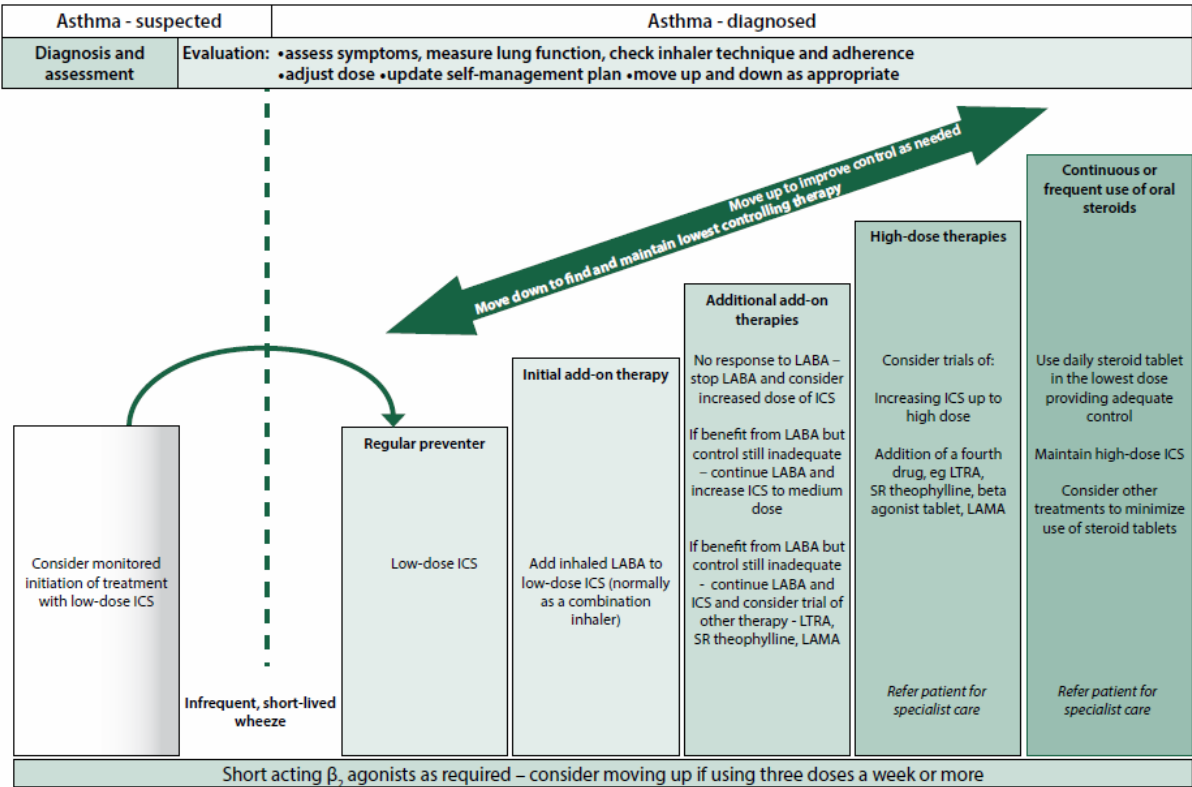 Asthma - suspected
Asthma - diagnosed
Diagnosis and
assessment
Evaluation: •assess symptoms, measure lung function, check inhaler technique and adherence
•adjust dose •update self-management plan •move up and down as appropriate
Move up to improve control as needed
Move down to find and maintain lowest controlling therapy
Consider monitored
initiation of treatment
with low-dose ICS
Infrequent, short-lived
wheeze
Regular preventer
Low-dose ICS
Initial add-on therapy
Add inhaled LABA to
low-dose ICS (normally
as a combination
inhaler)
Additional add-on
therapies
No response to LABA –
stop LABA and consider
increased dose of ICS
If benefit from LABA but
control still inadequate
– continue LABA and
increase ICS to medium
dose
If benefit from LABA but
control still inadequate
- continue LABA and
ICS and consider trial of
other therapy - LTRA,
SR theophylline, LAMA
High-dose therapies
Consider trials of:
Increasing ICS up to
high dose
Addition of a fourth
drug, eg LTRA,
SR theophylline, beta
agonist tablet, LAMA
Refer patient for
specialist care
Continuous or
frequent use of oral
steroids
Use daily steroid tablet
in the lowest dose
providing adequate
control
Maintain high-dose ICS
Consider other
treatments to minimize
use of steroid tablets
Refer patient for
specialist care
Short acting β₂ agonists as required – consider moving up if using three doses a week or more